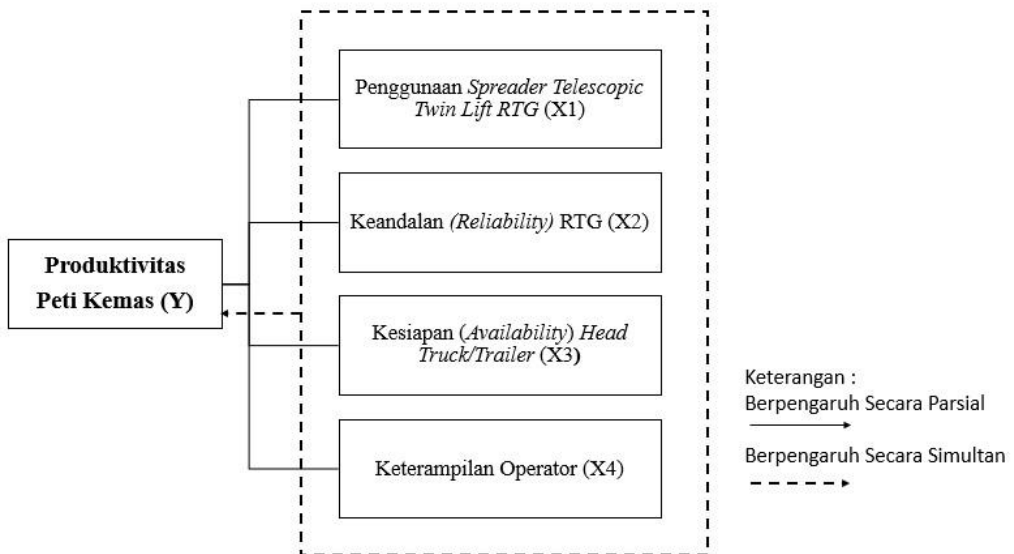 Penggunaan Spreader Telescopic
Twin Lift RTG (X1)
Keandalan (Reliability) RTG (X2)
Produktivitas
Peti Kemas (Y)
Kesiapan (Availability) Head
Truck/Trailer (X3)
Keterampilan Operator (X4)
Keterangan :
Berpengaruh Secara Parsial
Berpengaruh Secara Simultan